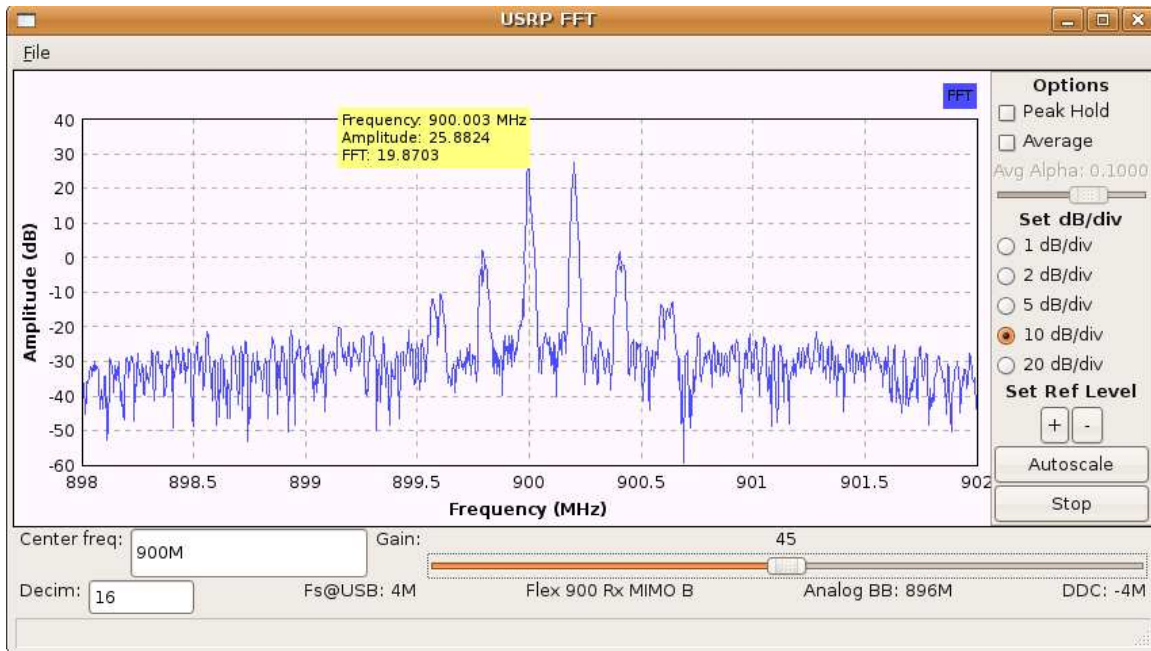 USRP FFT
File
FFT
Frequency: 900.003 MHz
Amplitude: 25.8824
FFT: 19.8703
Amplitude (dB)
40
30
20
10
0
-10
-20
-30
-40
-50
-60
898
898.5
899
899.5
900
900.5
901
901.5
902
Frequency (MHz)
Options
Peak Hold
Average
Avg Alpha: 0.1000
Set dB/div
1 dB/div
2 dB/div
5 dB/div
10 dB/div
20 dB/div
Set Ref Level
+
-
Autoscale
Stop
Center freq:
900M
Gain:
45
Decim:
16
Fs@USB: 4M
Flex 900 Rx MIMO B
Analog BB: 896M
DDC: -4M